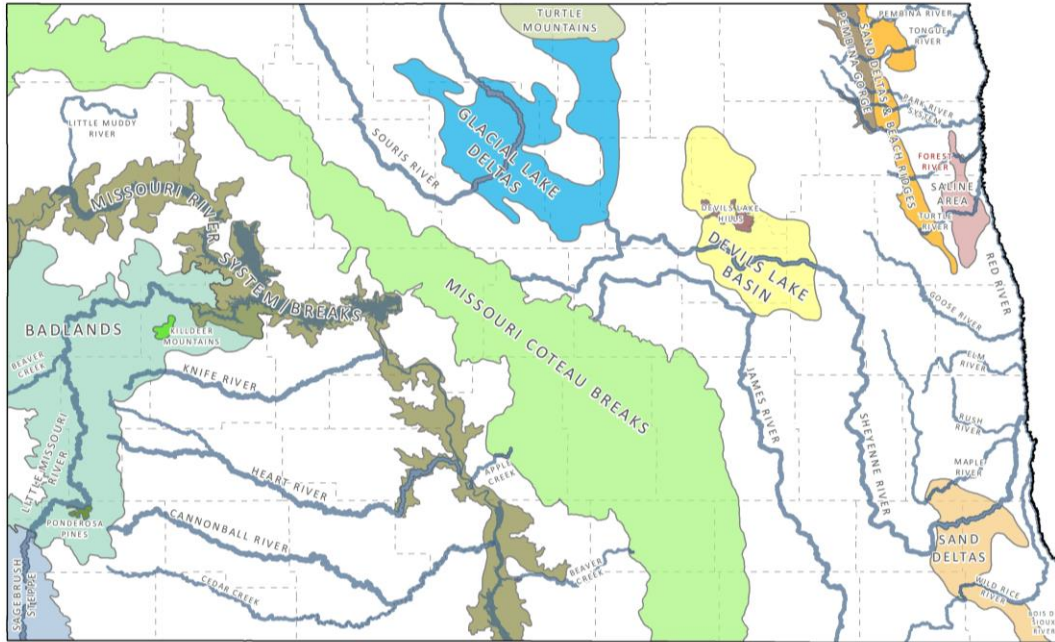 TURTLE
MOUNTAINS
PEMBINA RIVER
TONGUE
RIVER
PEMBINA GORGE
SAND DELTAS & BEACH RIDGES
PARK RIVER
SYSTEM
FOREST
RIVER
SALINE
AREA
TURTLE
RIVER
RED RIVER
GOOSE RIVER
ELM
RIVER
RUSH
RIVER
MAPLE
RIVER
SAND
DELTAS
WILD RICE
RIVER
BOIS DE
SIOUX
RIVER
LITTLE MUDDY
RIVER
SOURIS RIVER
GLACIAL LAKE
DELTAS
DEVILS LAKE
HILLS
DEVILS LAKE
BASIN
MISSOURI RIVER
SYSTEM/BREAKS
MISSOURI COTEAU BREAKS
BADLANDS
KILLDEER
MOUNTAINS
BEAVER
CREEK
KNIFE RIVER
LITTLE MISSOURI
RIVER
HEART RIVER
APPLE
CREEK
JAMES RIVER
SHEYENNE RIVER
PONDEROSA
PINES
CANNONBALL RIVER
CEDAR CREEK
BEAVER
CREEK
SAGEBRUSH
STEPPE